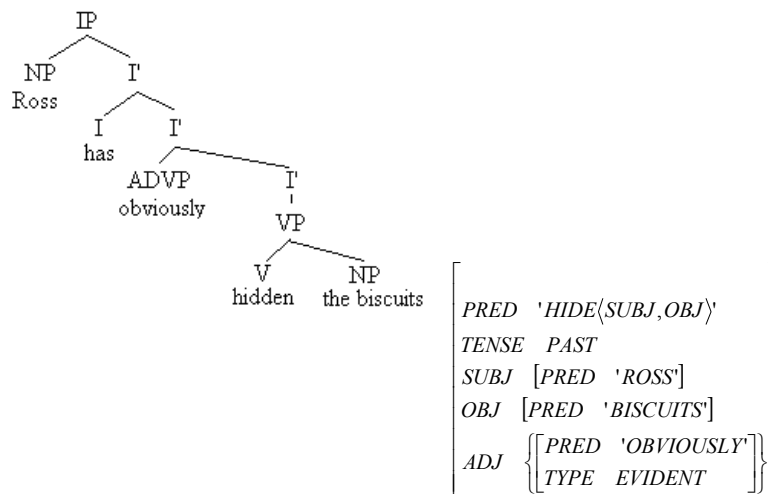 IP
NP I'
Ross
I I'
has
ADVP I'
obviously
VP
V NP
hidden the biscuits
PRED 'HIDE⟨SUBJ,OBJ⟩'
TENSE PAST
SUBJ [PRED 'ROSS']
OBJ [PRED 'BISCUITS']
ADJ {[PRED 'OBVIOUSLY'
TYPE EVIDENT]}